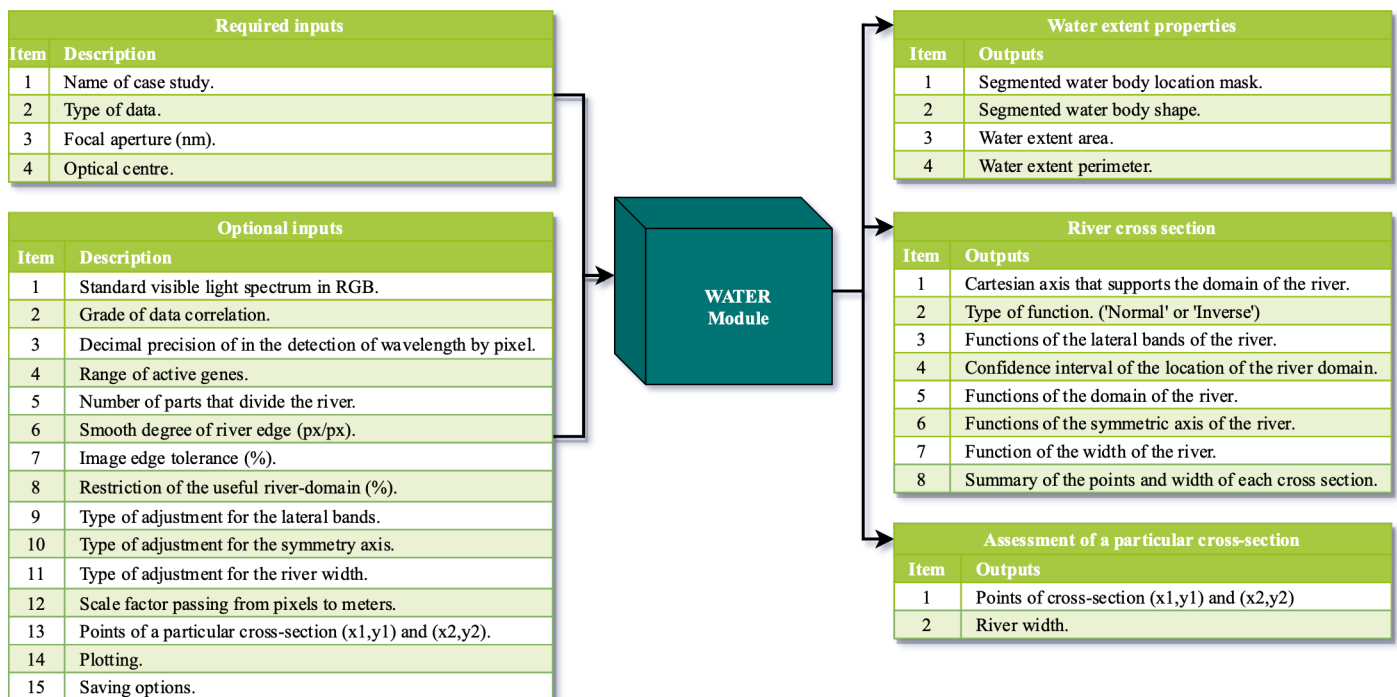 Required inputs
Item Description
1 Name of case study.
2 Type of data.
3 Focal aperture (nm).
4 Optical centre.
Optional inputs
Item Description
1 Standard visible light spectrum in RGB.
2 Grade of data correlation.
3 Decimal precision of in the detection of wavelength by pixel.
4 Range of active genes.
5 Number of parts that divide the river.
6 Smooth degree of river edge (px/px).
7 Image edge tolerance (%).
8 Restriction of the useful river-domain (%).
9 Type of adjustment for the lateral bands.
10 Type of adjustment for the symmetry axis.
11 Type of adjustment for the river width.
12 Scale factor passing from pixels to meters.
13 Points of a particular cross-section (x1,y1) and (x2,y2).
14 Plotting.
15 Saving options.
WATER
Module
Water extent properties
Item Outputs
1 Segmented water body location mask.
2 Segmented water body shape.
3 Water extent area.
4 Water extent perimeter.
River cross section
Item Outputs
1 Cartesian axis that supports the domain of the river.
2 Type of function. ('Normal' or 'Inverse')
3 Functions of the lateral bands of the river.
4 Confidence interval of the location of the river domain.
5 Functions of the domain of the river.
6 Functions of the symmetric axis of the river.
7 Function of the width of the river.
8 Summary of the points and width of each cross section.
Assessment of a particular cross-section
Item Outputs
1 Points of cross-section (x1,y1) and (x2,y2)
2 River width.